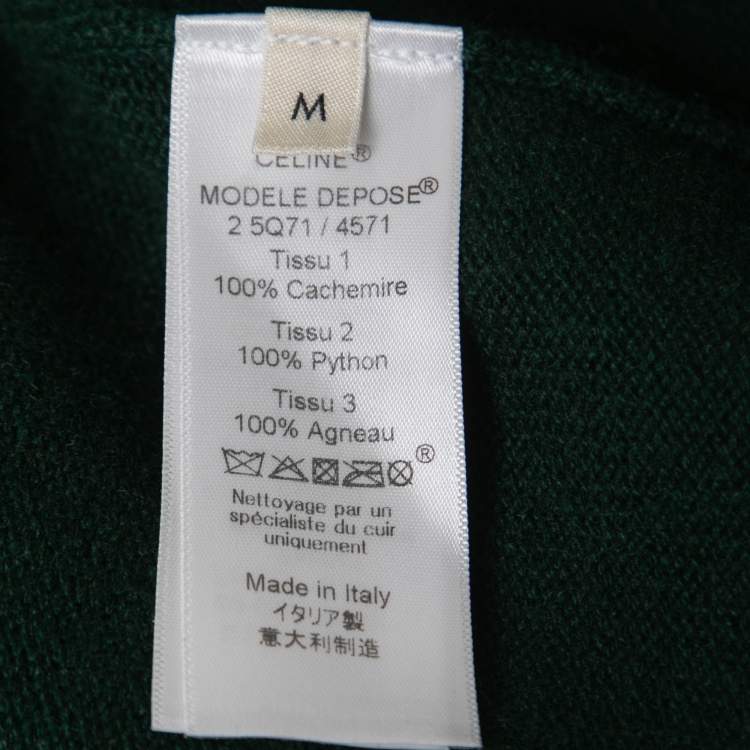 M
CELINE®
MODELE DEPOSE®
2 5Q71 / 4571
Tissu 1
100% Cachemire
Tissu 2
100% Python
Tissu 3
100% Agneau
®
Nettoyage par un
spécialiste du cuir
uniquement
Made in Italy
イタリア製
意大利制造